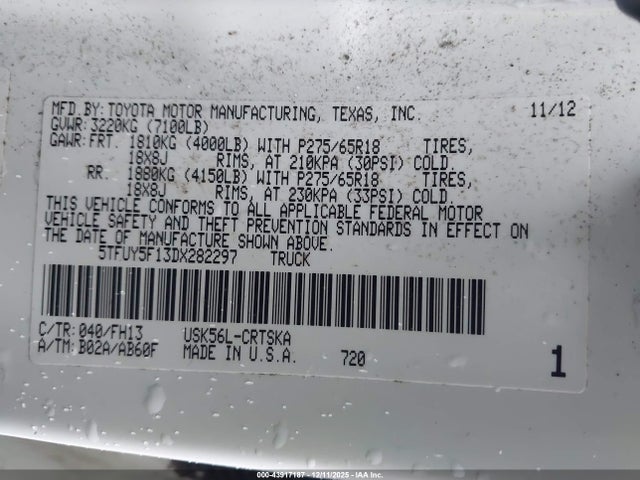 MFD.BY:TOYOTA MOTOR MANUFACTURING, TEXAS, INC. 11/12
GVWR:3220KG (7100LB)
GAWR:FRT. 1810KG (4000LB) WITH P275/65R18 TIRES,
18X8J RIMS, AT 210KPA (30PSI) COLD.
RR. 1880KG (4150LB) WITH P275/65R18 TIRES,
18X8J RIMS, AT 230KPA (33PSI) COLD.
THIS VEHICLE CONFORMS TO ALL APPLICABLE FEDERAL MOTOR
VEHICLE SAFETY AND THEFT PREVENTION STANDARDS IN EFFECT ON
THE DATE OF MANUFACTURE SHOWN ABOVE.
5TFUY5F13DX282297 TRUCK
C/TR:040/FH13 USK56L-CRTSKA
A/TM:B02A/AB60F MADE IN U.S.A. 720 1
000-43917187 - 12/11/2025 - IAA Inc.